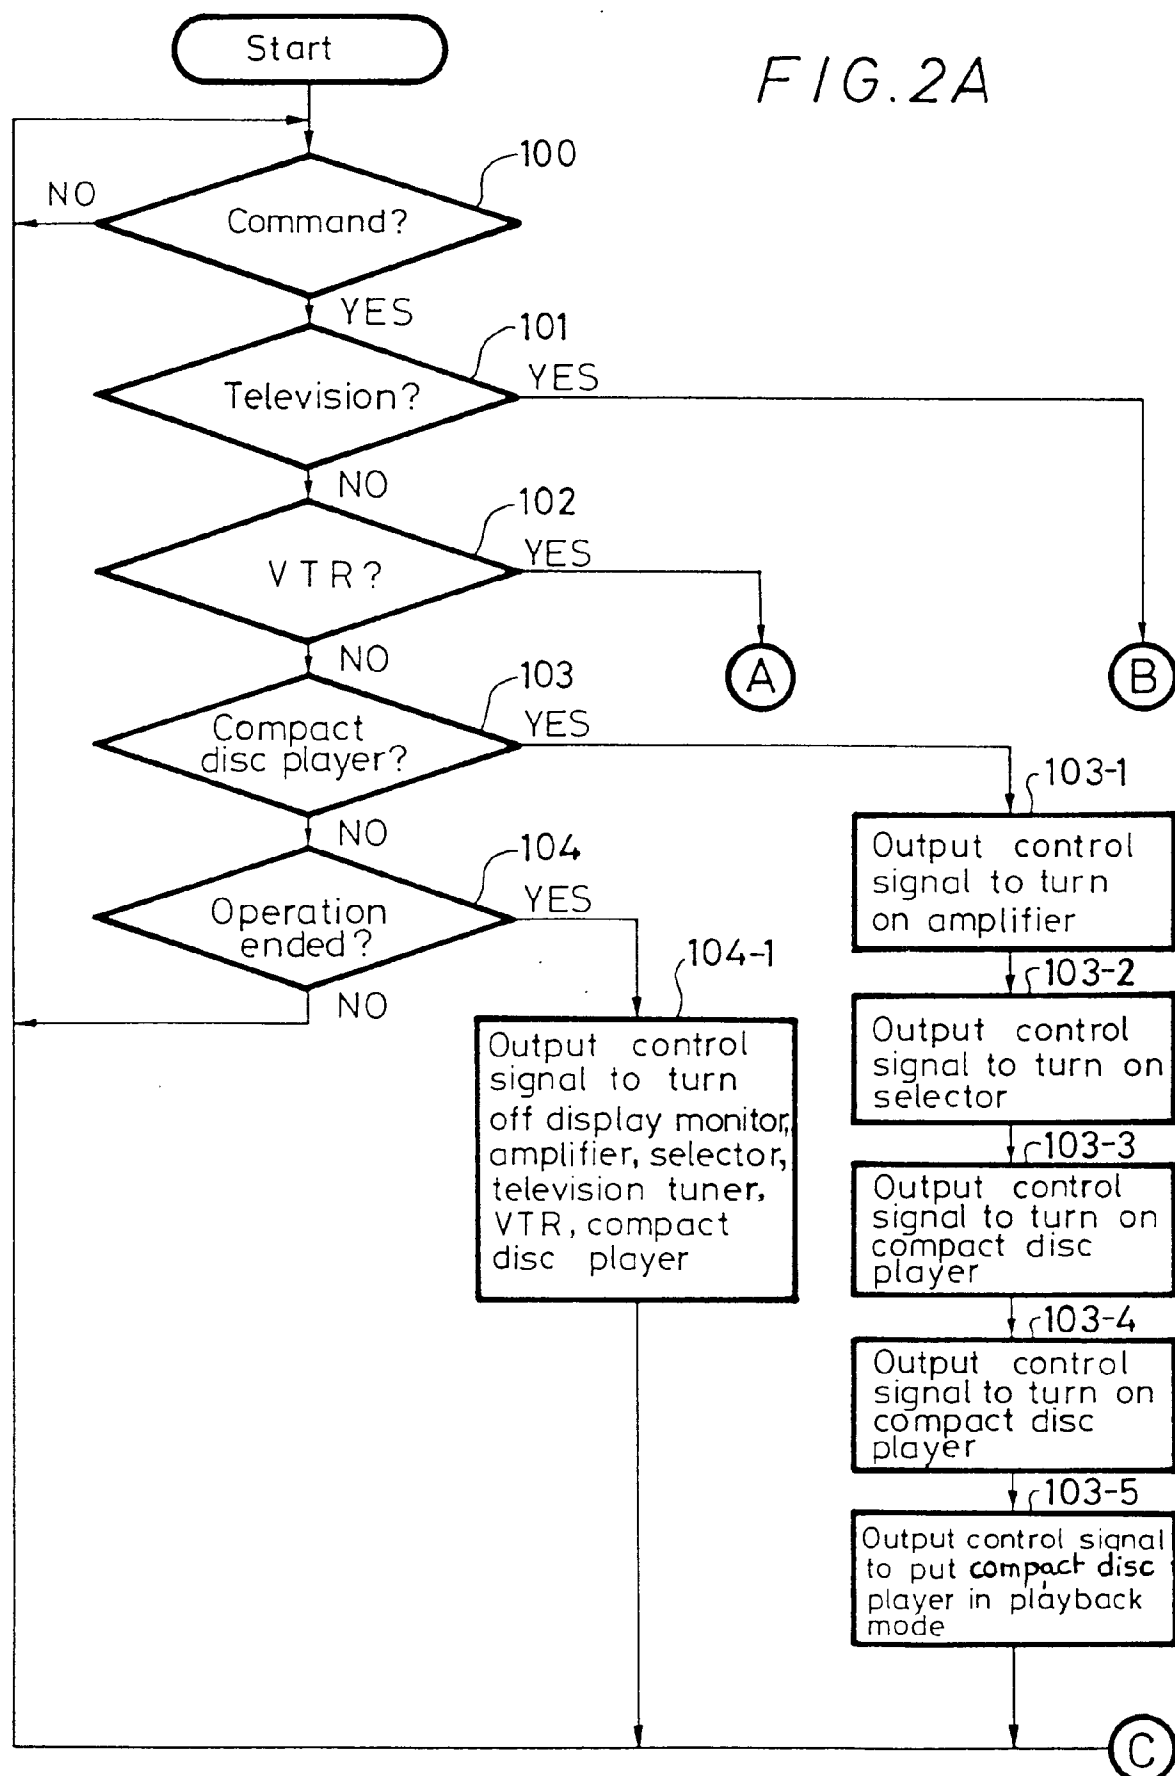 Start
FIG.2A
100
NO
Command?
YES
101
Television?
YES
NO
102
VTR?
YES
NO
A
B
103
Compact
disc player?
YES
NO
103-1
Output control
signal to turn
on amplifier
104
Operation
ended?
YES
NO
104-1
Output control
signal to turn
off display monitor,
amplifier, selector,
television tuner,
VTR, compact
disc player
103-2
Output control
signal to turn on
selector
103-3
Output control
signal to turn on
compact disc
player
103-4
Output control
signal to turn on
compact disc
player
103-5
Output control signal
to put compact disc
player in playback
mode
C